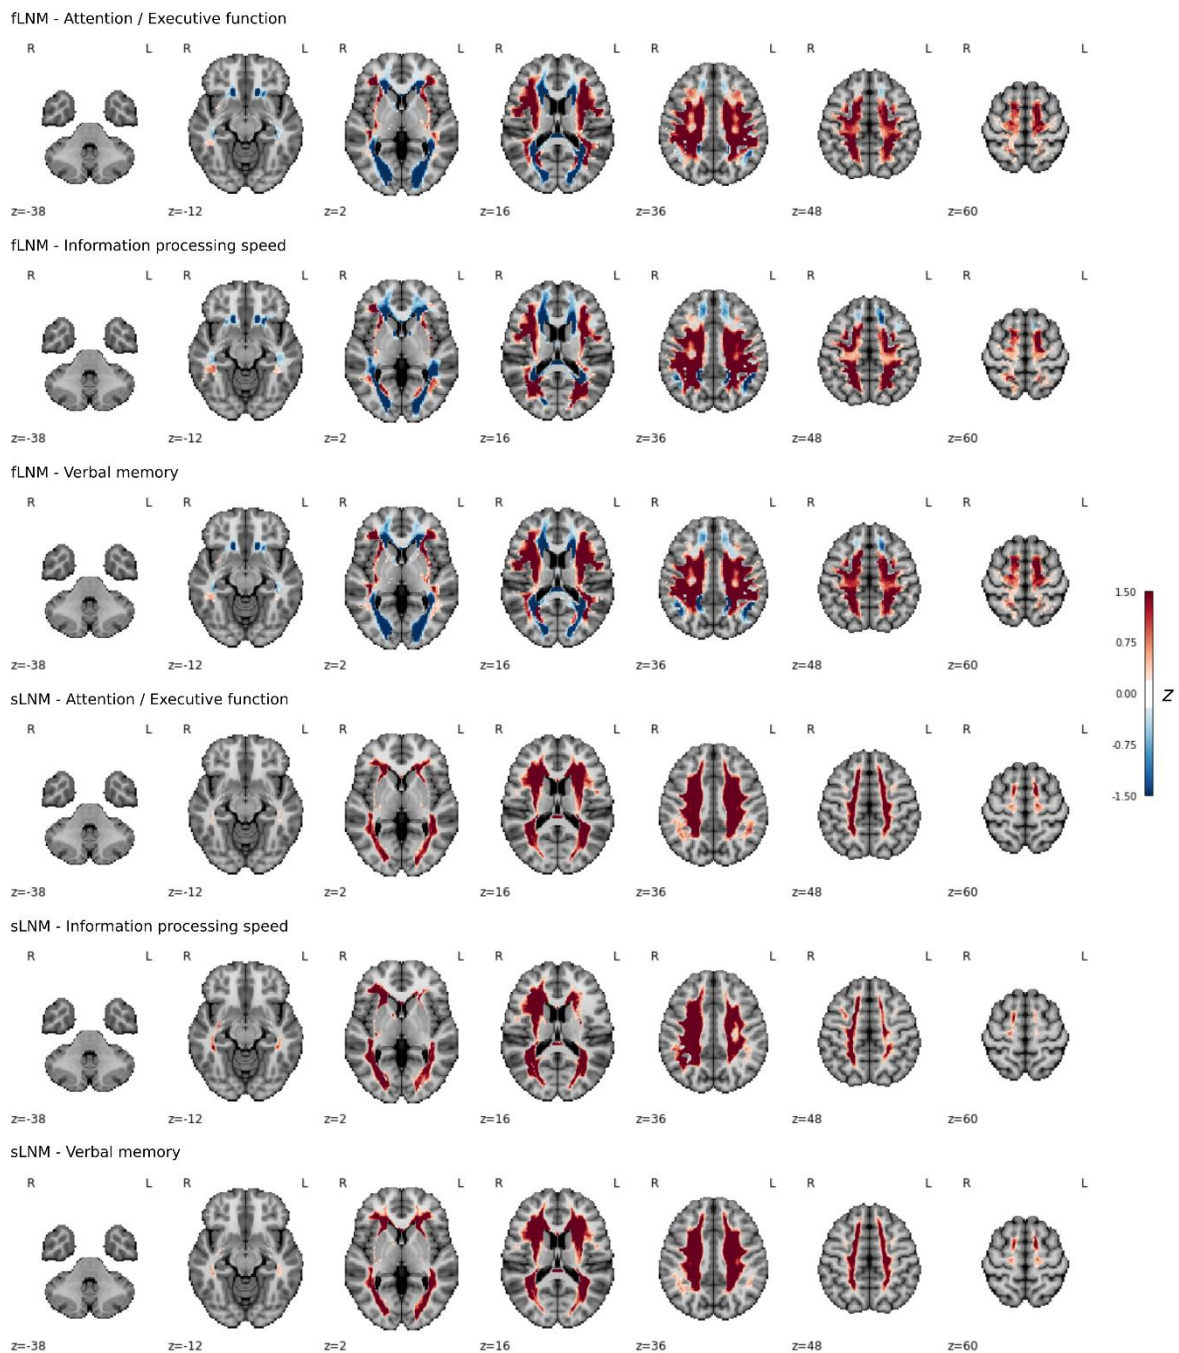 fLNM - Attention / Executive function
R L R L R L R L R L R L R L
z=-38 z=-12 z=2 z=16 z=36 z=48 z=60
fLNM - Information processing speed
R L R L R L R L R L R L R L
z=-38 z=-12 z=2 z=16 z=36 z=48 z=60
fLNM - Verbal memory
R L R L R L R L R L R L R L
z=-38 z=-12 z=2 z=16 z=36 z=48 z=60
sLNM - Attention / Executive function
R L R L R L R L R L R L R L
z=-38 z=-12 z=2 z=16 z=36 z=48 z=60
sLNM - Information processing speed
R L R L R L R L R L R L R L
z=-38 z=-12 z=2 z=16 z=36 z=48 z=60
sLNM - Verbal memory
R L R L R L R L R L R L R L
z=-38 z=-12 z=2 z=16 z=36 z=48 z=60
1.50
0.75
0.00 Z
-0.75
-1.50